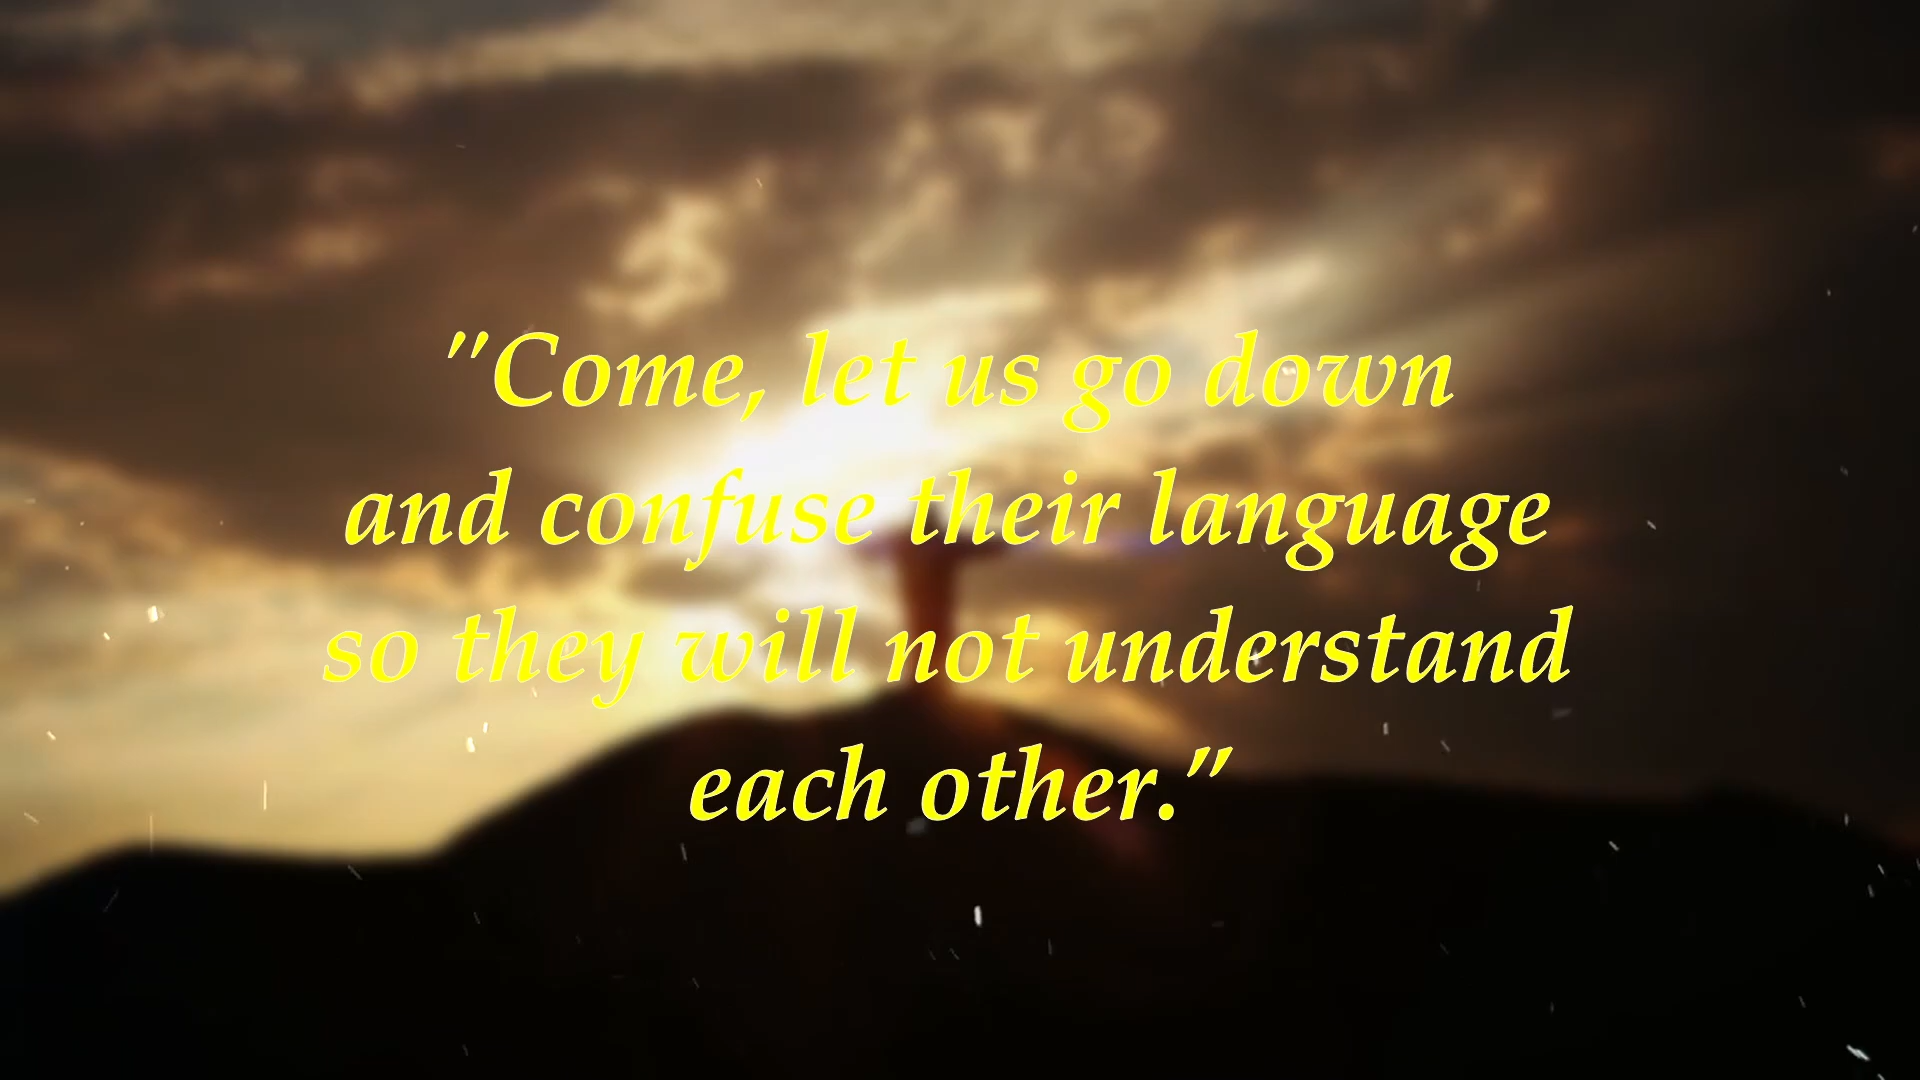 "Come, let us go down
and confuse their language
so they will not understand
each other.”